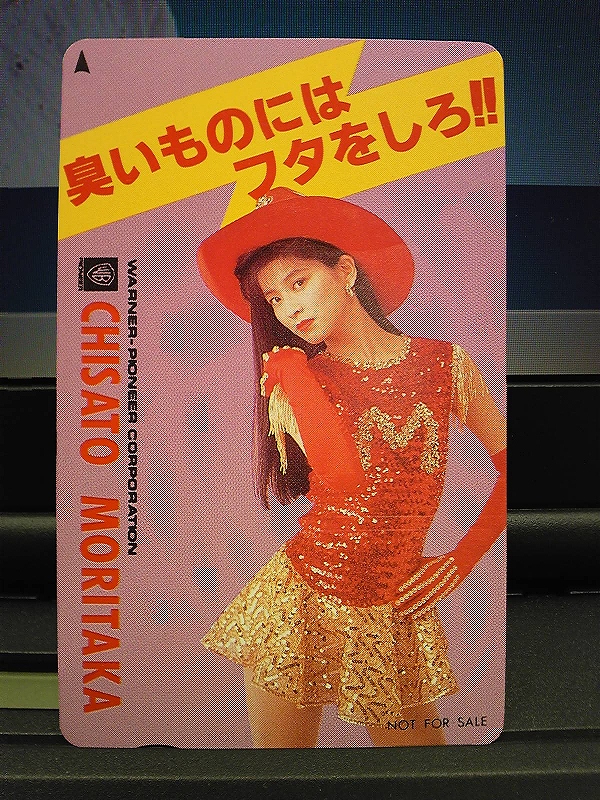 臭いものには
フタをしろ!!
WARNER-PIONEER CORPORATION
CHISATO MORITAKA
NOT FOR SALE